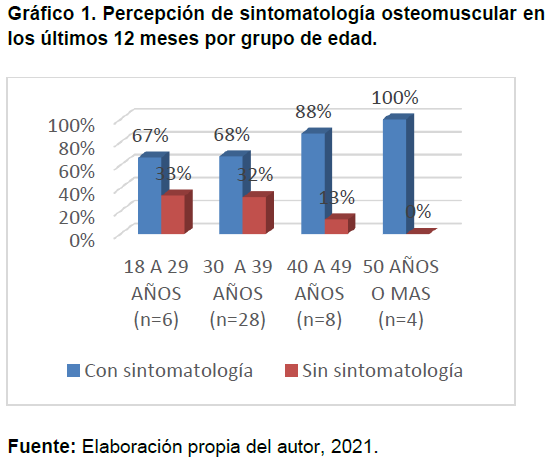 Gráfico 1. Percepción de sintomatología osteomuscular en
los últimos 12 meses por grupo de edad.
100%
80%
60%
40%
20%
0%
67%
33%
68%
32%
88%
13%
100%
0%
18 A 29
AÑOS
(n=6)
30 A 39
AÑOS
(n=28)
40 A 49
AÑOS
(n=8)
50 AÑOS
O MAS
(n=4)
Con sintomatología
Sin sintomatología
Fuente: Elaboración propia del autor, 2021.